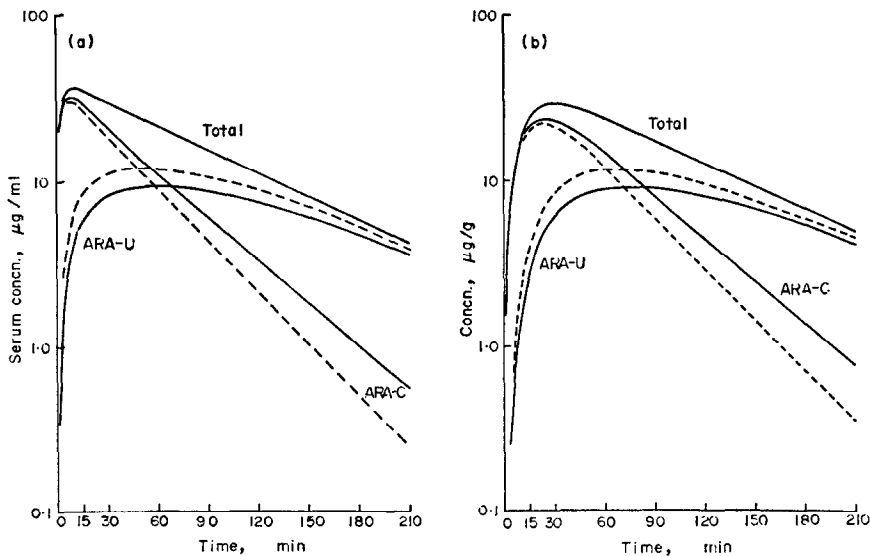 100
(a)
Total
10
ARA-U
1·0
ARA-C
0·1
0 15 30 60 90 120 150 180 210
Time, min
Serum concn., µg/ml
100
(b)
Total
10
ARA-U
ARA-C
1·0
0·1
0 15 30 60 90 120 150 180 210
Time, min
Concn., µg/g